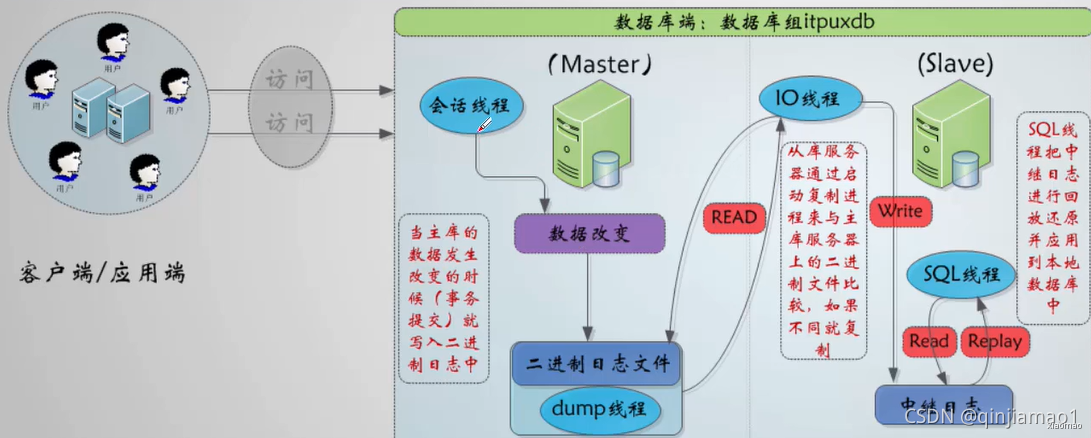 数据库端：数据库组itpuxdb
用户
用户
用户
用户
用户
客户端/应用端
访问
访问
(Master)
会话线程
数据改变
当主库的
数据发生
改变的时
候（事务
提交）就
写入二进
制日志中
二进制日志文件
dump线程
READ
(Slave)
IO线程
从库服务
器通过启
动复制进
程来与主
库服务器
上的二进
制文件比
较，如果
不同就复
制
Write
SQL线
程把中
继日志
进行回
放还原
并应用
到本地
数据库
中
SQL线程
Read
Replay
中继日志
CSDN @qinjiamao1
xiaomao